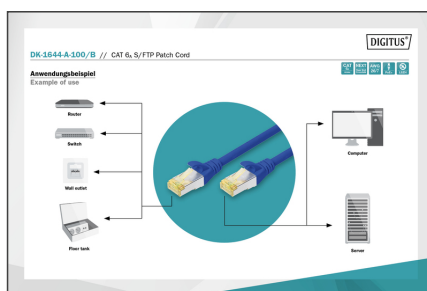 DIGITUS®
DK-1644-A-100/B // CAT 6A S/FTP Patch Cord
Anwendungsbeispiel
Example of use
Router
Switch
Wall outlet
Floor tank
Computer
Server